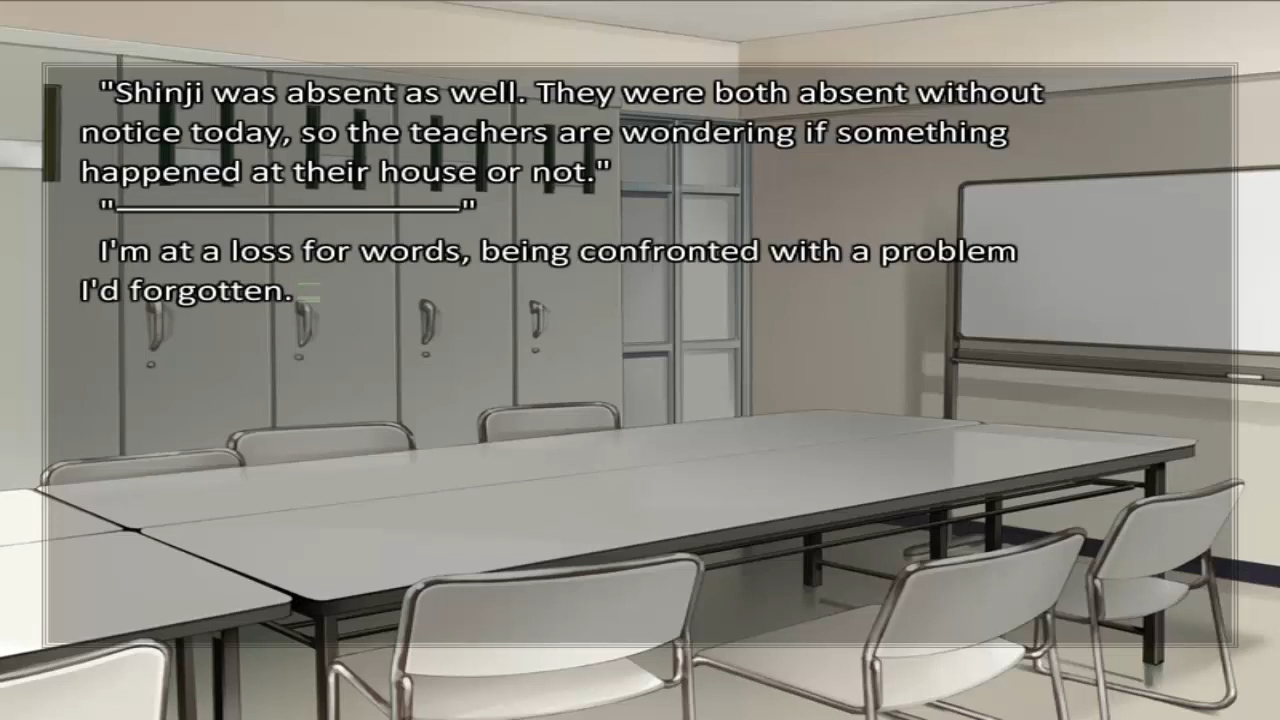 "Shinji was absent as well. They were both absent without
notice today, so the teachers are wondering if something
happened at their house or not."
"―――――――――――――――――"
I'm at a loss for words, being confronted with a problem
I'd forgotten.